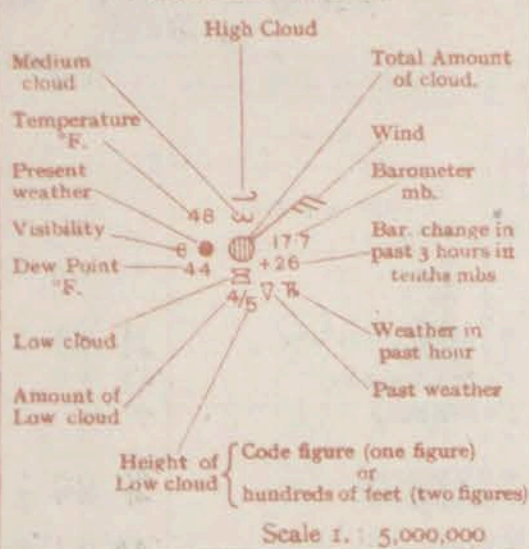 High Cloud
Medium cloud
Total Amount of cloud.
Temperature °F.
Wind
Present weather
Barometer mb.
48
Visibility
6
17.7
Bar. change in past 3 hours in tenths mbs
+26
Dew Point °F.
44
4/5
Low cloud
Weather in past hour
Amount of Low cloud
Past weather
Height of Low cloud
Code figure (one figure)
or
hundreds of feet (two figures)
Scale 1. : 5,000,000